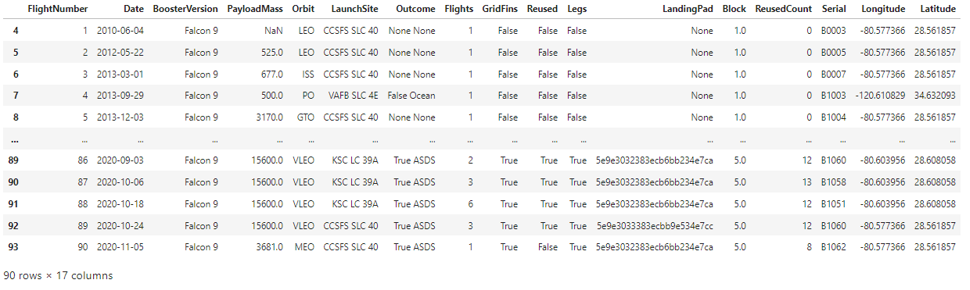 FlightNumber Date BoosterVersion PayloadMass Orbit LaunchSite Outcome Flights GridFins Reused Legs LandingPad Block ReusedCount Serial Longitude Latitude
4 1 2010-06-04 Falcon 9 NaN LEO CCSFS SLC 40 None None 1 False False False None 1.0 0 B0003 -80.577366 28.561857
5 2 2012-05-22 Falcon 9 525.0 LEO CCSFS SLC 40 None None 1 False False False None 1.0 0 B0005 -80.577366 28.561857
6 3 2013-03-01 Falcon 9 677.0 ISS CCSFS SLC 40 None None 1 False False False None 1.0 0 B0007 -80.577366 28.561857
7 4 2013-09-29 Falcon 9 500.0 PO VAFB SLC 4E False Ocean 1 False False False None 1.0 0 B1003 -120.610829 34.632093
8 5 2013-12-03 Falcon 9 3170.0 GTO CCSFS SLC 40 None None 1 False False False None 1.0 0 B1004 -80.577366 28.561857
... ... ... ... ... ... ... ... ... ... ... ... ... ... ... ... ... ...
89 86 2020-09-03 Falcon 9 15600.0 VLEO KSC LC 39A True ASDS 2 True True True 5e9e3032383ecb6bb234e7ca 5.0 12 B1060 -80.603956 28.608058
90 87 2020-10-06 Falcon 9 15600.0 VLEO KSC LC 39A True ASDS 3 True True True 5e9e3032383ecb6bb234e7ca 5.0 13 B1058 -80.603956 28.608058
91 88 2020-10-18 Falcon 9 15600.0 VLEO KSC LC 39A True ASDS 6 True True True 5e9e3032383ecb6bb234e7ca 5.0 12 B1051 -80.603956 28.608058
92 89 2020-10-24 Falcon 9 15600.0 VLEO CCSFS SLC 40 True ASDS 3 True True True 5e9e3033383ecbb9e534e7cc 5.0 12 B1060 -80.577366 28.561857
93 90 2020-11-05 Falcon 9 3681.0 MEO CCSFS SLC 40 True ASDS 1 True False True 5e9e3032383ecb6bb234e7ca 5.0 8 B1062 -80.577366 28.561857
90 rows × 17 columns